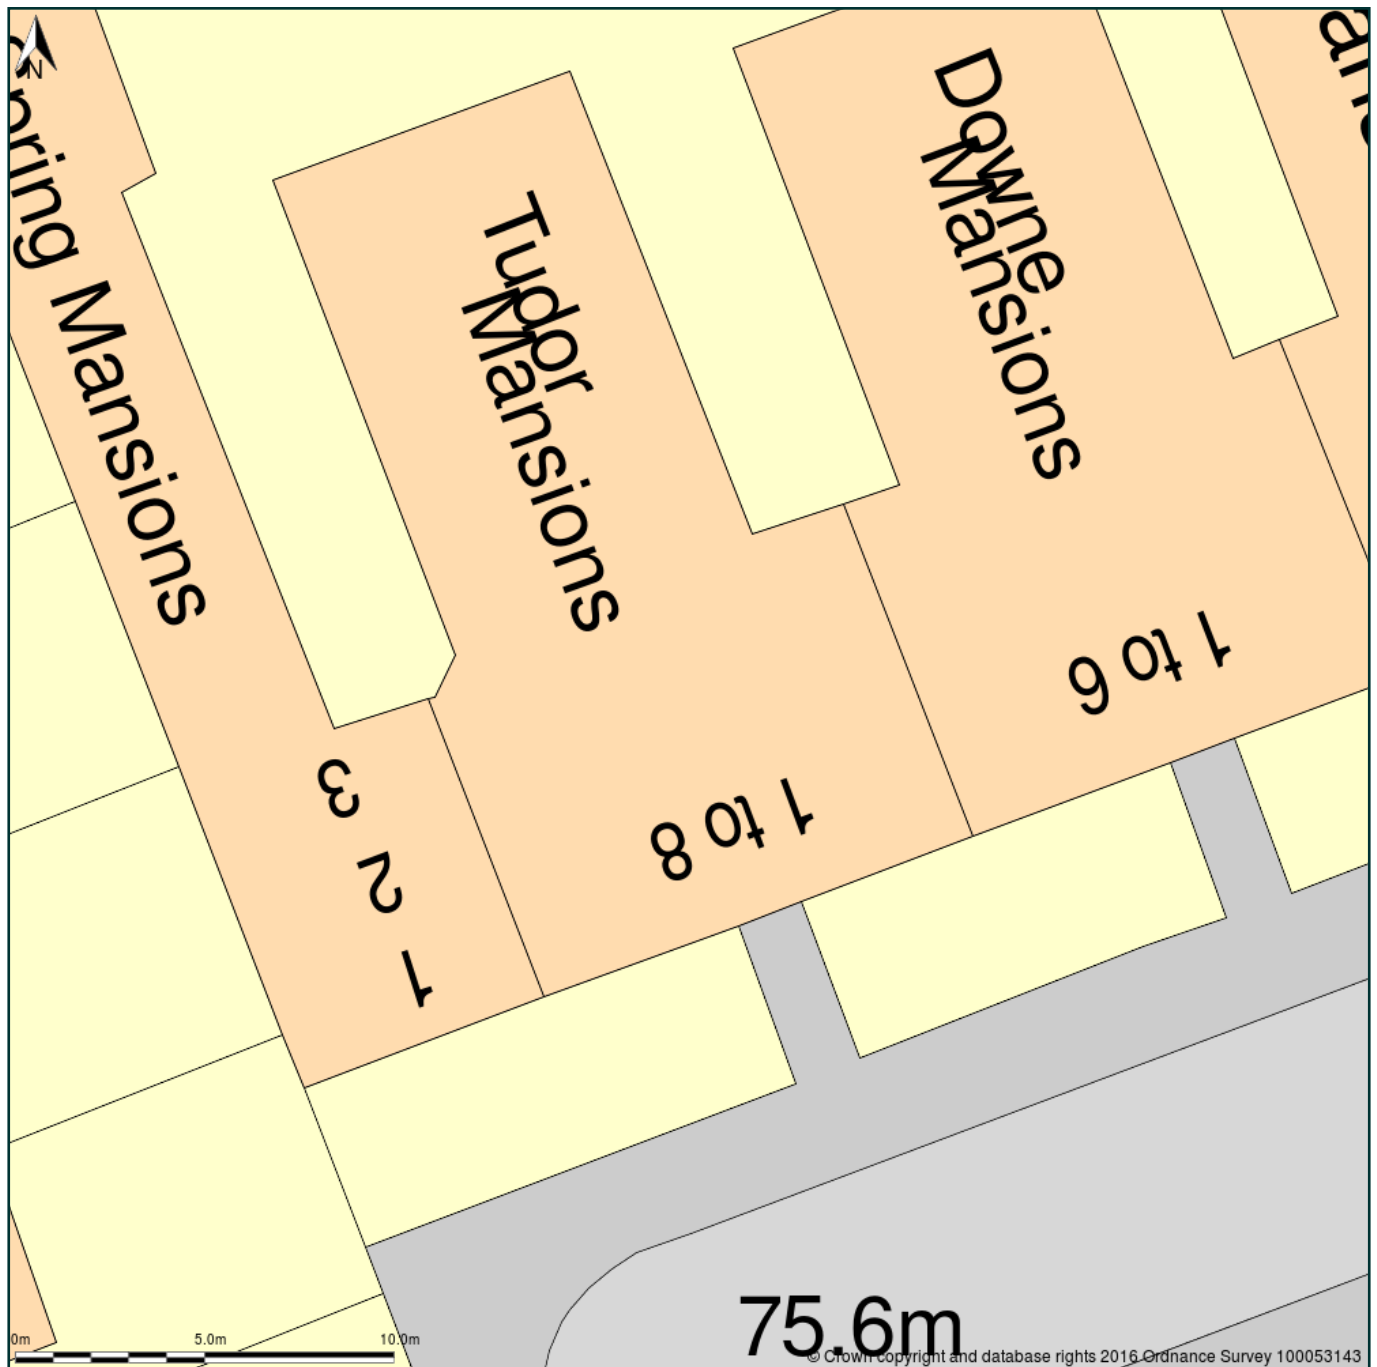 N
Mansions
Tudor
Mansions
Downe
Mansions
1 to 6
1 to 8
3
2
1
75.6m
0m 5.0m 10.0m
© Crown copyright and database rights 2016 Ordnance Survey 100053143